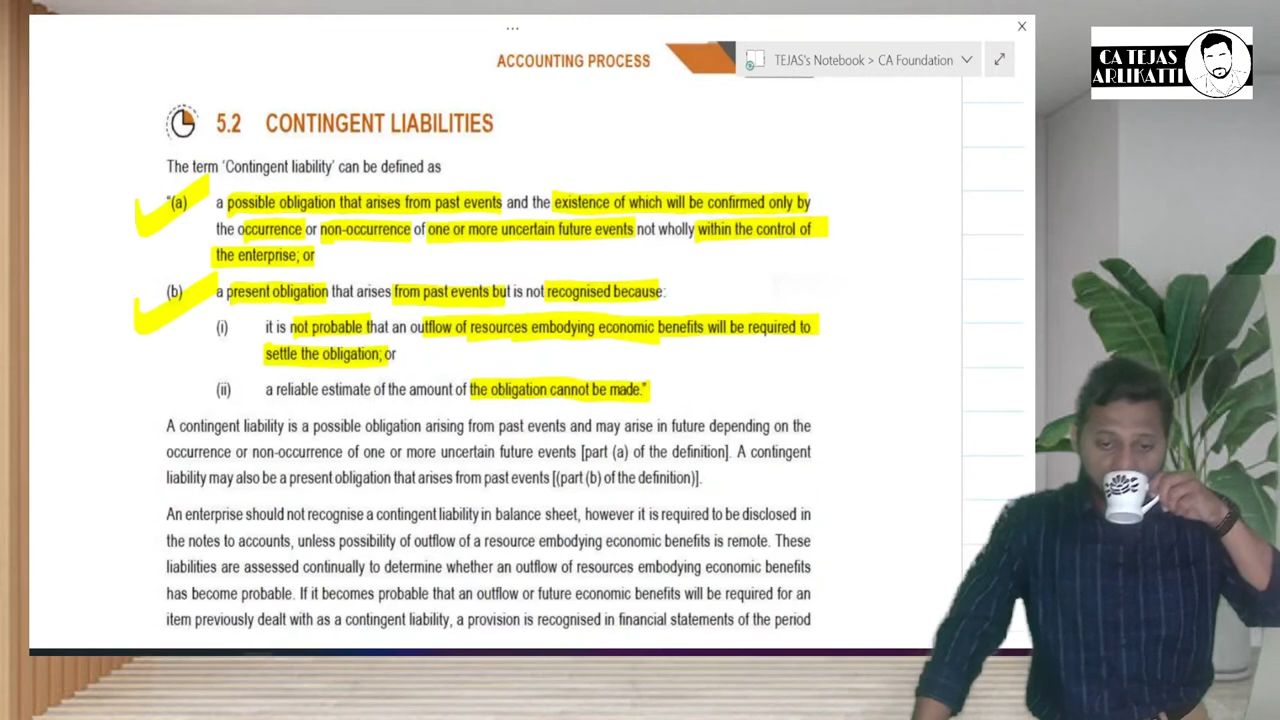 ...
X
ACCOUNTING PROCESS
TEJAS's Notebook > CA Foundation
CA TEJAS
ARLIKATTI
5.2 CONTINGENT LIABILITIES
The term 'Contingent liability' can be defined as
"(a) a possible obligation that arises from past events and the existence of which will be confirmed only by
the occurrence or non-occurrence of one or more uncertain future events not wholly within the control of
the enterprise; or
(b) a present obligation that arises from past events but is not recognised because:
(i) it is not probable that an outflow of resources embodying economic benefits will be required to
settle the obligation; or
(ii) a reliable estimate of the amount of the obligation cannot be made."
A contingent liability is a possible obligation arising from past events and may arise in future depending on the
occurrence or non-occurrence of one or more uncertain future events [part (a) of the definition]. A contingent
liability may also be a present obligation that arises from past events [(part (b) of the definition)].
An enterprise should not recognise a contingent liability in balance sheet, however it is required to be disclosed in
the notes to accounts, unless possibility of outflow of a resource embodying economic benefits is remote. These
liabilities are assessed continually to determine whether an outflow of resources embodying economic benefits
has become probable. If it becomes probable that an outflow or future economic benefits will be required for an
item previously dealt with as a contingent liability, a provision is recognised in financial statements of the period